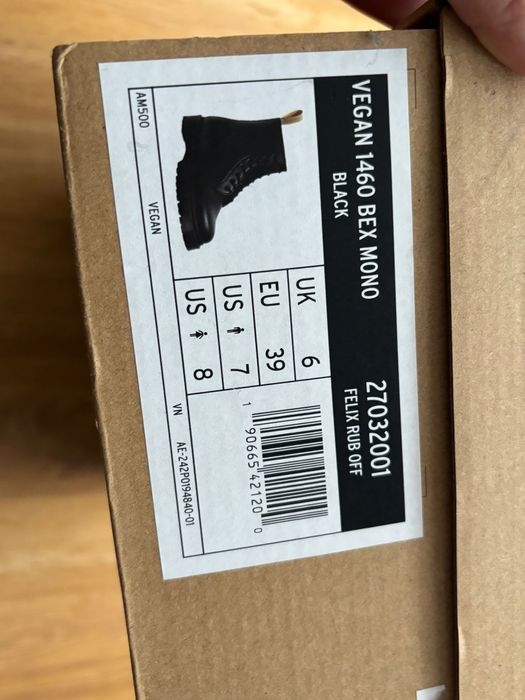 VEGAN 1460 BEX MONO 27032001
BLACK FELIX RUB OFF
UK 6
EU 39
US 7
US 8
1 90665 42120 0
AM500 VEGAN VN AE-242P0194840-01